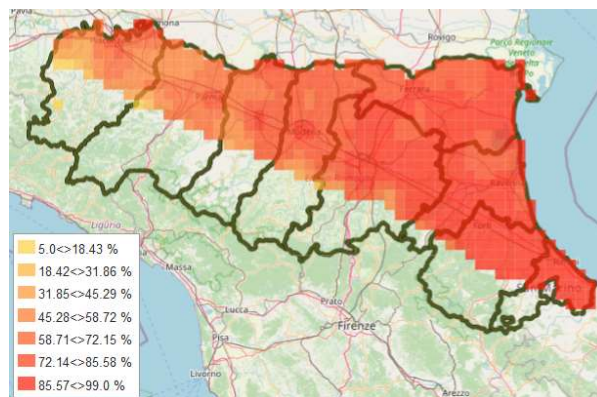 Pavia
Rovigo
Parco Regionale
Veneto
Ferrara
Liguria
Massa
Lucca
Prato
Pisa
Firenze
Livorno
Arezzo
5.0<>18.43 %
18.42<>31.86 %
31.85<>45.29 %
45.28<>58.72 %
58.71<>72.15 %
72.14<>85.58 %
85.57<>99.0 %